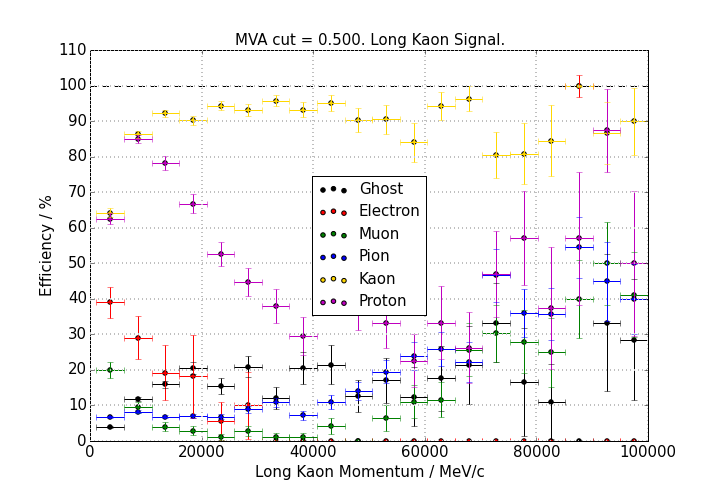 MVA cut = 0.500. Long Kaon Signal.
110
100
90
80
70
60
50
40
30
20
10
0
Efficiency / %
Ghost
Electron
Muon
Pion
Kaon
Proton
0 20000 40000 60000 80000 100000
Long Kaon Momentum / MeV/c